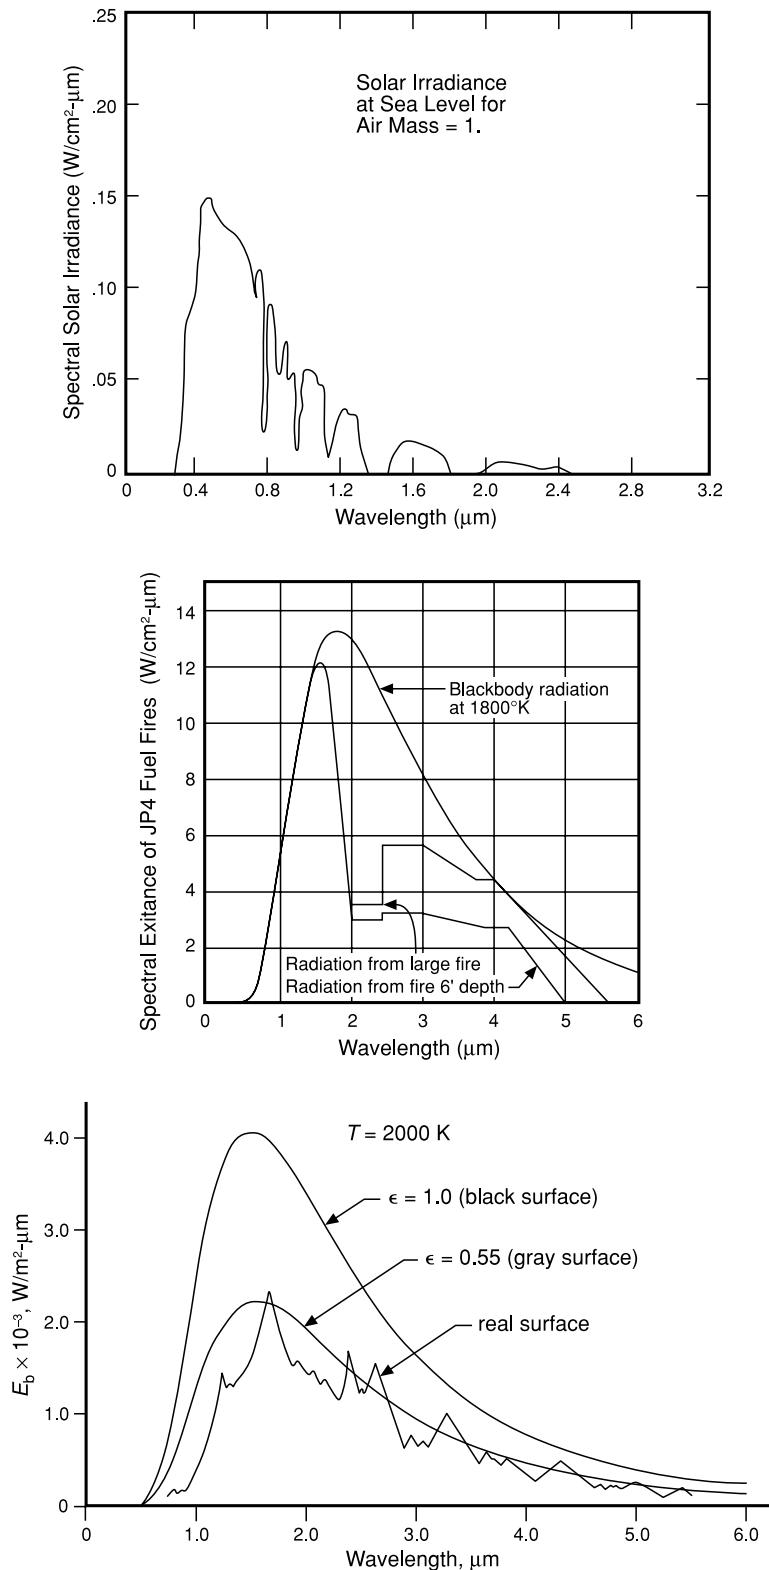 .25
.20
.15
.10
.05
0
Spectral Solar Irradiance (W/cm²-μm)
Solar Irradiance
at Sea Level for
Air Mass = 1.
0 0.4 0.8 1.2 1.6 2.0 2.4 2.8 3.2
Wavelength (μm)
Spectral Exitance of JP4 Fuel Fires (W/cm²-μm)
14
12
10
8
6
4
2
0
Blackbody radiation
at 1800°K
Radiation from large fire
Radiation from fire 6' depth
0 1 2 3 4 5 6
Wavelength (μm)
T = 2000 K
4.0
3.0
2.0
1.0
0
E_b × 10⁻³, W/m²-μm
ϵ = 1.0 (black surface)
ϵ = 0.55 (gray surface)
real surface
0 1.0 2.0 3.0 4.0 5.0 6.0
Wavelength, μm